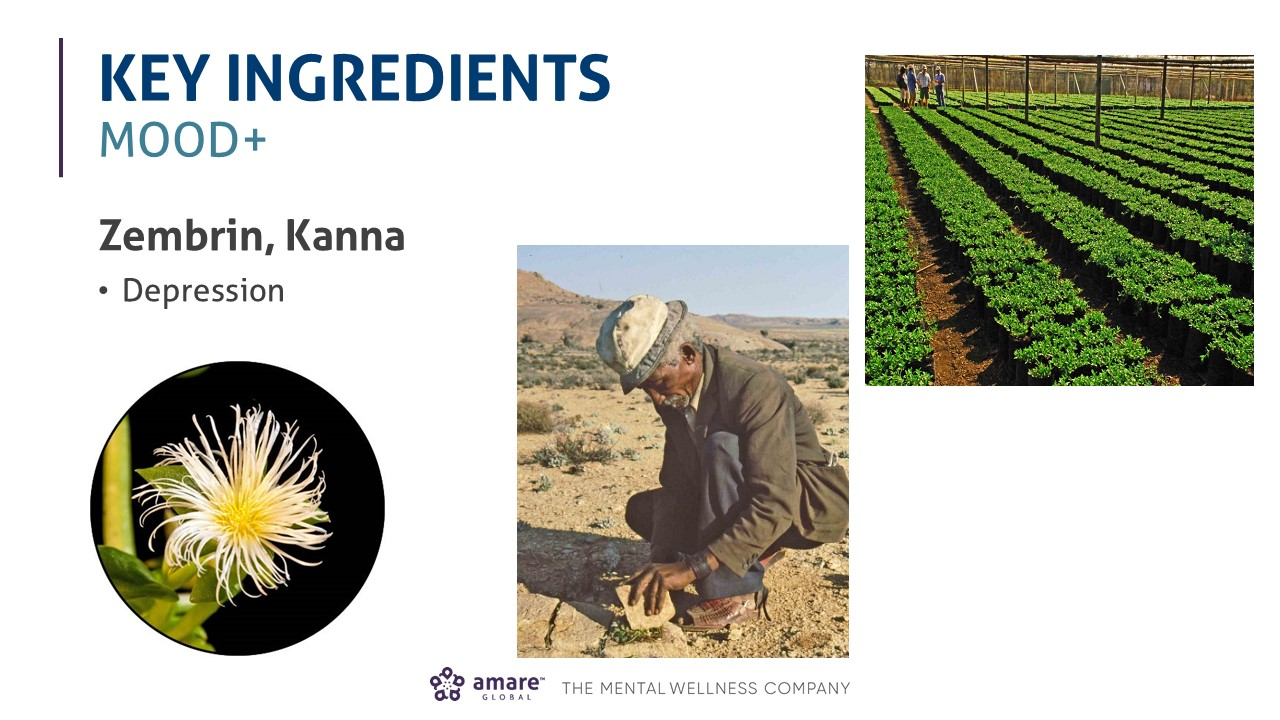 KEY INGREDIENTS
MOOD+
Zembrin, Kanna
• Depression
amare™
GLOBAL
THE MENTAL WELLNESS COMPANY